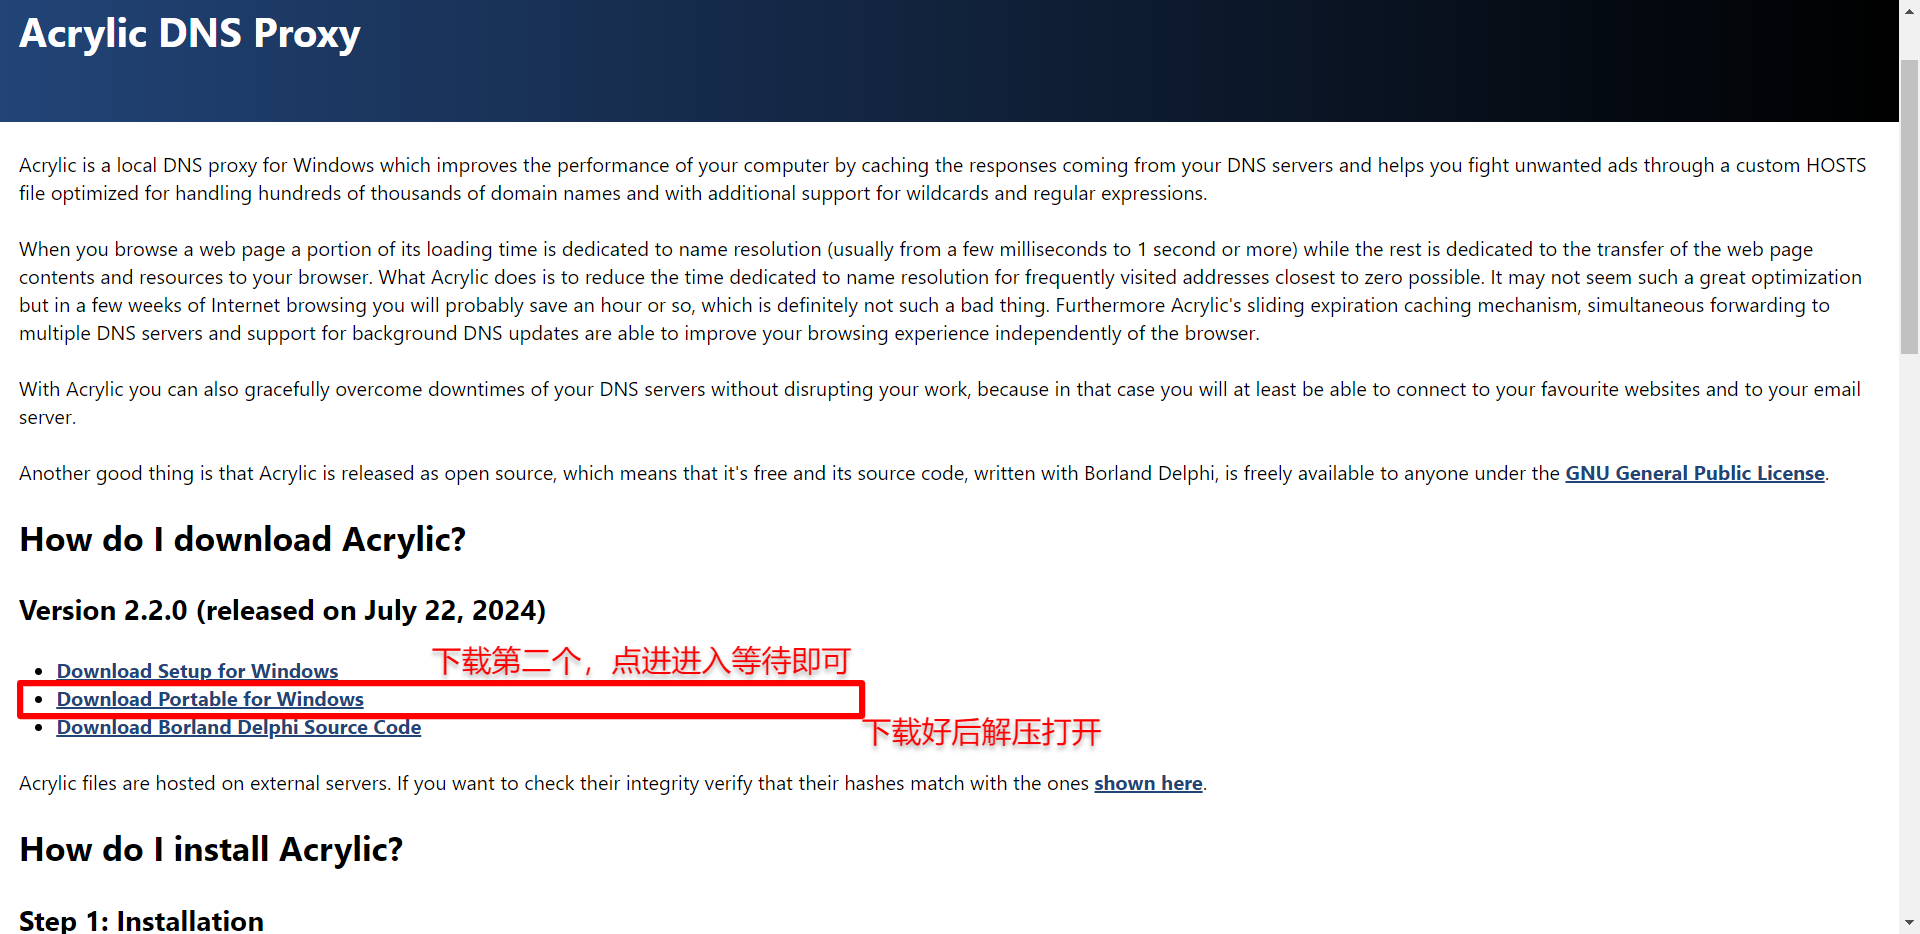 Acrylic DNS Proxy
Acrylic is a local DNS proxy for Windows which improves the performance of your computer by caching the responses coming from your DNS servers and helps you fight unwanted ads through a custom HOSTS
file optimized for handling hundreds of thousands of domain names and with additional support for wildcards and regular expressions.
When you browse a web page a portion of its loading time is dedicated to name resolution (usually from a few milliseconds to 1 second or more) while the rest is dedicated to the transfer of the web page
contents and resources to your browser. What Acrylic does is to reduce the time dedicated to name resolution for frequently visited addresses closest to zero possible. It may not seem such a great optimization
but in a few weeks of Internet browsing you will probably save an hour or so, which is definitely not such a bad thing. Furthermore Acrylic's sliding expiration caching mechanism, simultaneous forwarding to
multiple DNS servers and support for background DNS updates are able to improve your browsing experience independently of the browser.
With Acrylic you can also gracefully overcome downtimes of your DNS servers without disrupting your work, because in that case you will at least be able to connect to your favourite websites and to your email
server.
Another good thing is that Acrylic is released as open source, which means that it's free and its source code, written with Borland Delphi, is freely available to anyone under the GNU General Public License.
How do I download Acrylic?
Version 2.2.0 (released on July 22, 2024)
下载第二个，点进进入等待即可
Download Setup for Windows
Download Portable for Windows
Download Borland Delphi Source Code
下载好后解压打开
Acrylic files are hosted on external servers. If you want to check their integrity verify that their hashes match with the ones shown here.
How do I install Acrylic?
Step 1: Installation